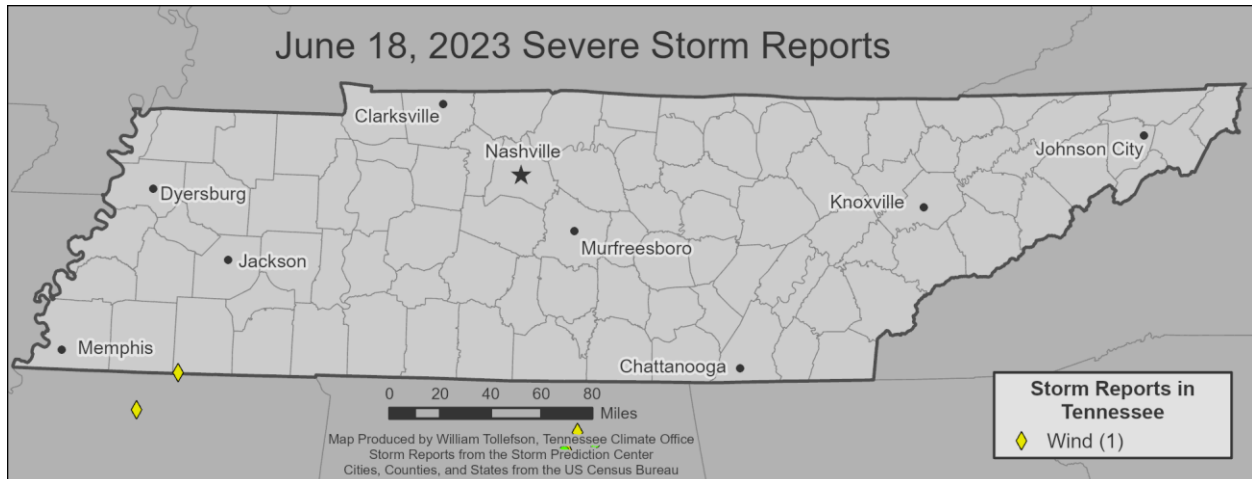 June 18, 2023 Severe Storm Reports
Clarksville
Nashville
Johnson City
Dyersburg
Knoxville
Murfreesboro
Jackson
Memphis
Chattanooga
0 20 40 60 80
Miles
Map Produced by William Tollefson, Tennessee Climate Office
Storm Reports from the Storm Prediction Center
Cities, Counties, and States from the US Census Bureau
Storm Reports in
Tennessee
Wind (1)